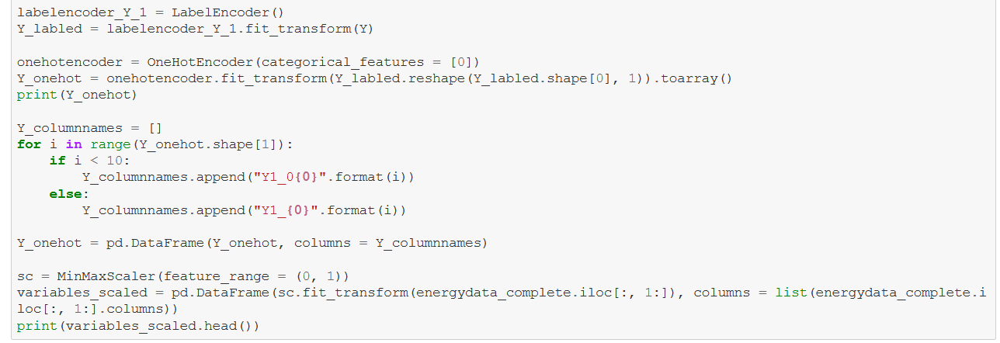 labelencoder_Y_1 = LabelEncoder()
Y_labled = labelencoder_Y_1.fit_transform(Y)
onehotencoder = OneHotEncoder(categorical_features = [0])
Y_onehot = onehotencoder.fit_transform(Y_labled.reshape(Y_labled.shape[0], 1)).toarray()
print(Y_onehot)
Y_columnnames = []
for i in range(Y_onehot.shape[1]):
    if i < 10:
        Y_columnnames.append("Y1_0{0}".format(i))
    else:
        Y_columnnames.append("Y1_{0}".format(i))
Y_onehot = pd.DataFrame(Y_onehot, columns = Y_columnnames)
sc = MinMaxScaler(feature_range = (0, 1))
variables_scaled = pd.DataFrame(sc.fit_transform(energydata_complete.iloc[:, 1:]), columns = list(energydata_complete.i
loc[:, 1:].columns))
print(variables_scaled.head())